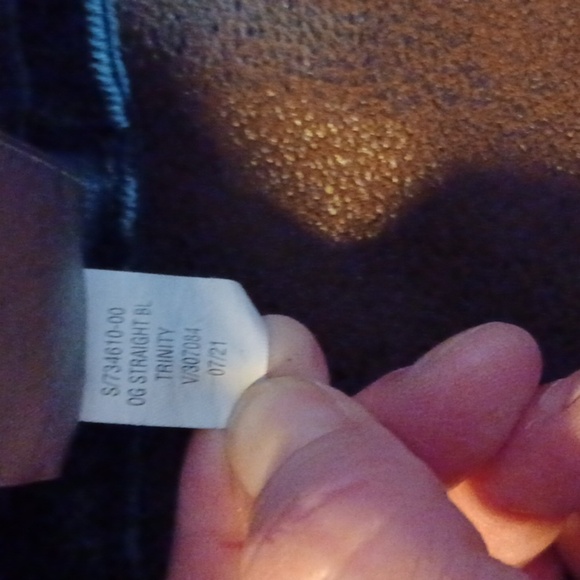 S/734610-00
OG STRAIGHT BL
TRINITY
V/307084
07/21